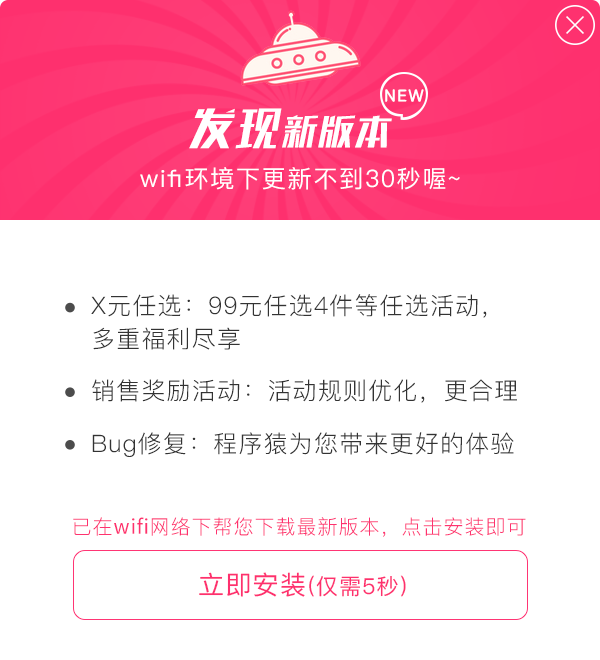 NEW
发现新版本
wifi环境下更新不到30秒喔~
● X元任选：99元任选4件等任选活动，
多重福利尽享
● 销售奖励活动：活动规则优化，更合理
● Bug修复：程序猿为您带来更好的体验
已在wifi网络下帮您下载最新版本，点击安装即可
立即安装(仅需5秒)